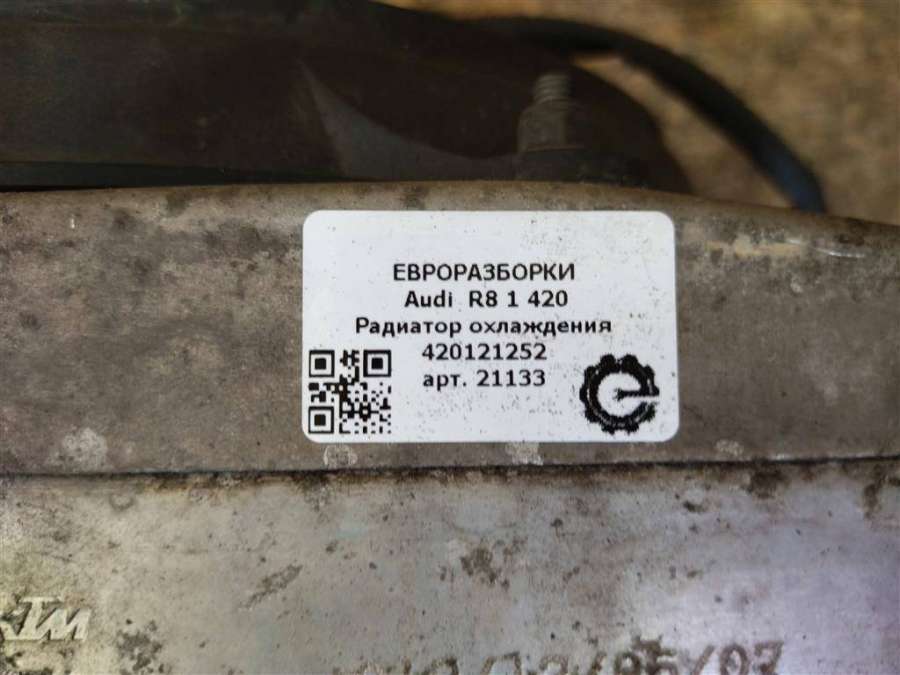 ЕВРОРАЗБОРКИ
Audi R8 1 420
Радиатор охлаждения
420121252
арт. 21133